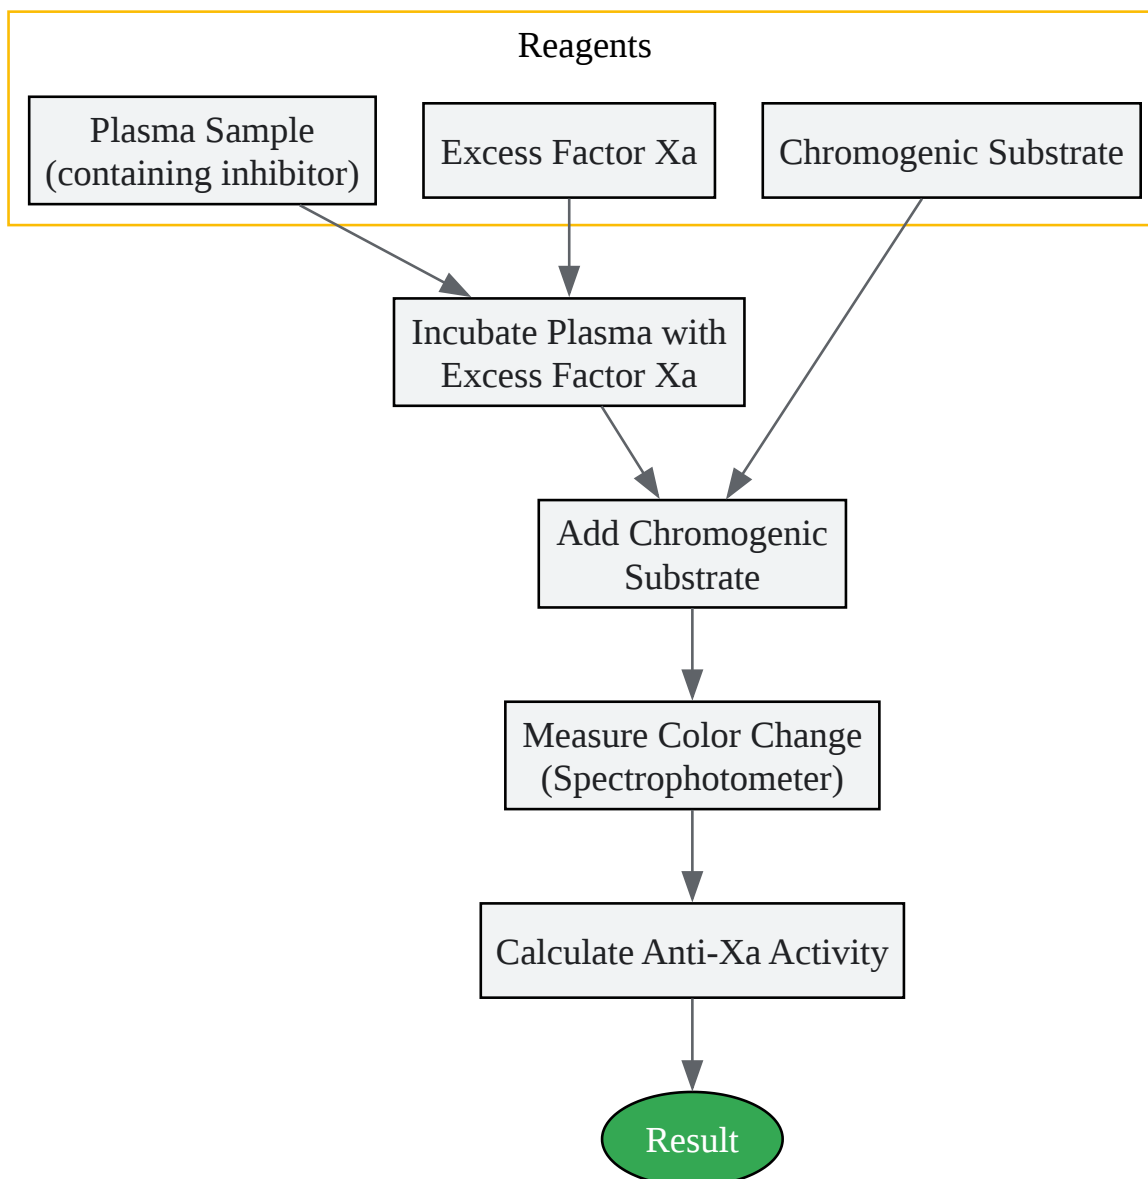 Reagents
Plasma Sample
(containing inhibitor)
Excess Factor Xa
Chromogenic Substrate
Incubate Plasma with
Excess Factor Xa
Add Chromogenic
Substrate
Measure Color Change
(Spectrophotometer)
Calculate Anti-Xa Activity
Result